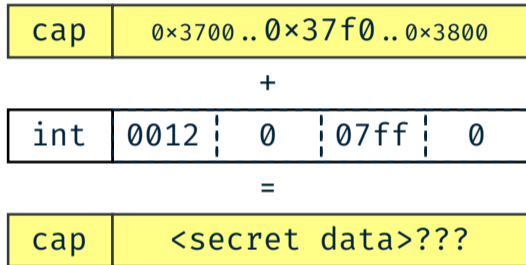 cap 0×3700 .. 0×37f0 .. 0×3800
+
int 0012 0 07ff 0
=
cap <secret data>???